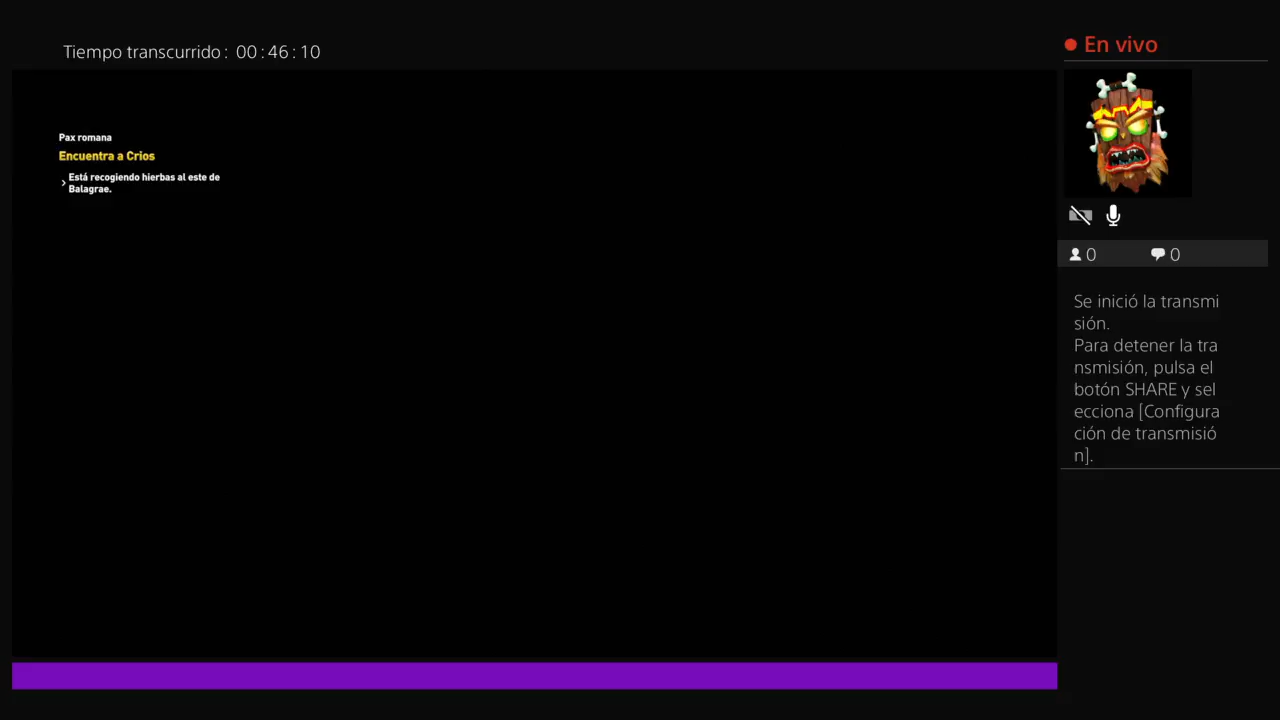 Tiempo transcurrido : 00 : 46 : 10
En vivo
Pax romana
Encuentra a Crios
Está recogiendo hierbas al este de
Balagrae.
0 0
Se inició la transmi
sión.
Para detener la tra
nsmisión, pulsa el
botón SHARE y sel
ecciona [Configura
ción de transmisió
n].